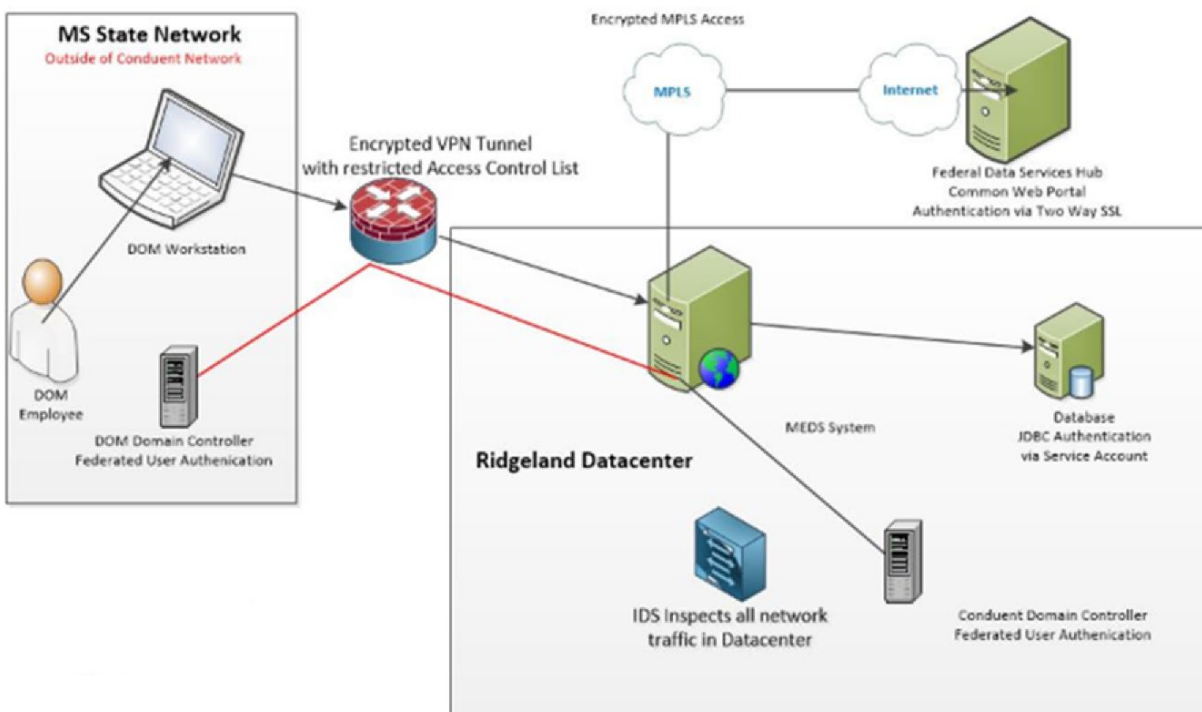 MS State Network
Outside of Conduent Network
DOM Workstation
DOM
Employee
DOM Domain Controller
Federated User Authenication
Encrypted VPN Tunnel
with restricted Access Control List
Encrypted MPLS Access
MPLS
Internet
Federal Data Services Hub
Common Web Portal
Authentication via Two Way SSL
MEDS System
Database
JDBC Authentication
via Service Account
Ridgeland Datacenter
IDS Inspects all network
traffic in Datacenter
Conduent Domain Controller
Federated User Authenication